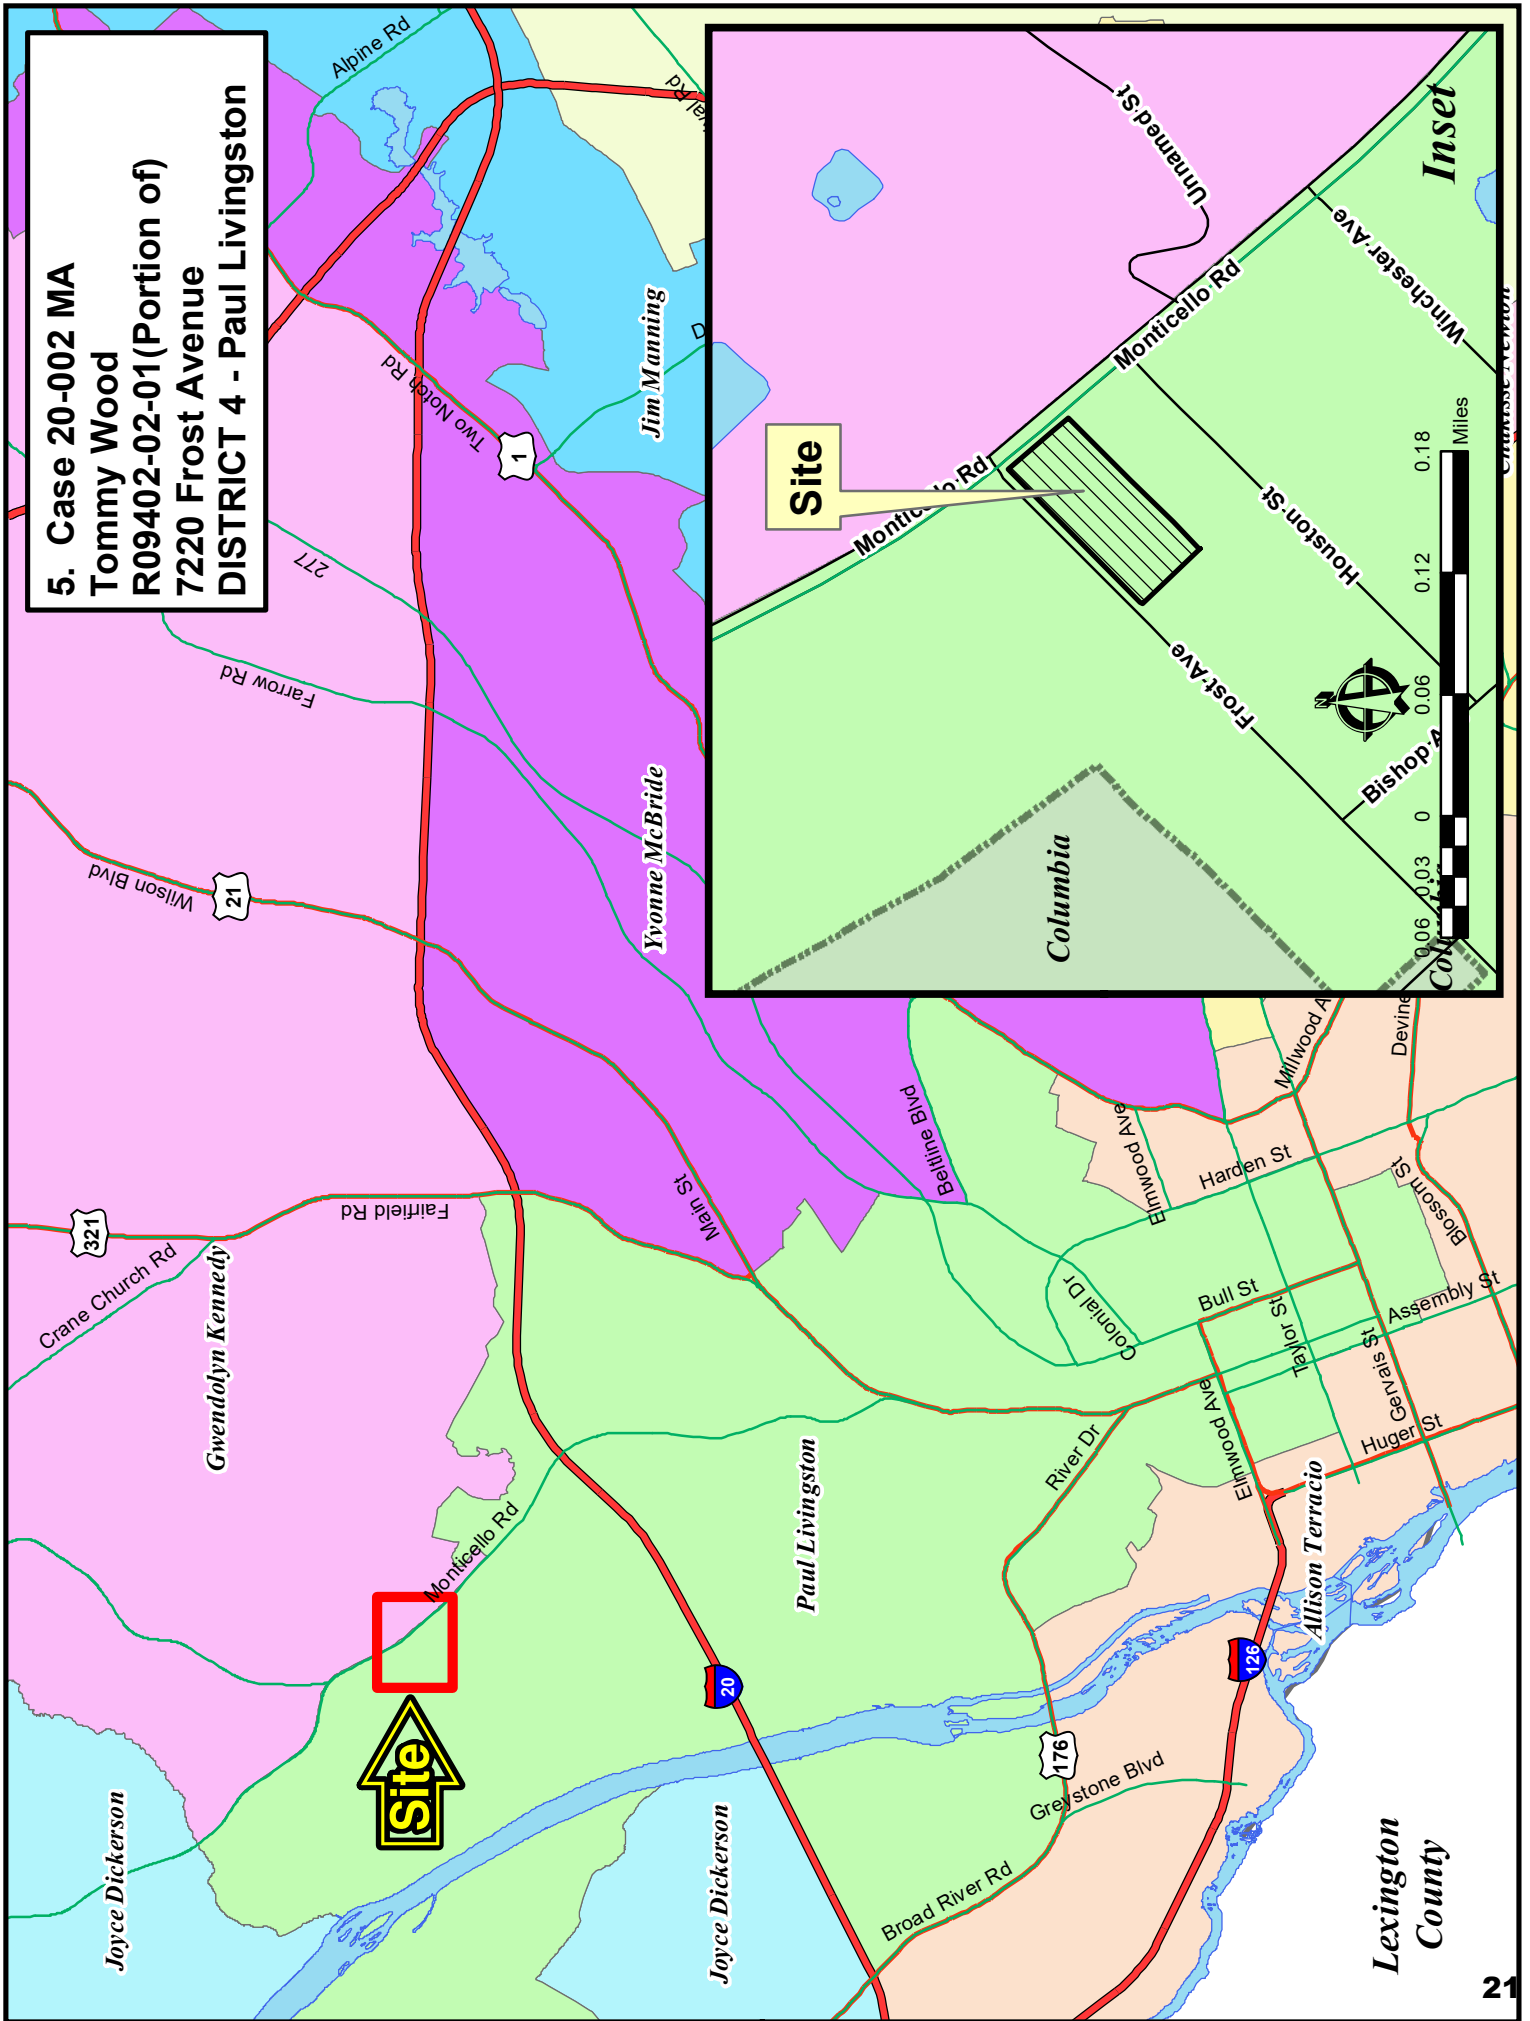 5. Case 20-002 MA
Tommy Wood
R09402-02-01(Portion of)
7220 Frost Avenue
DISTRICT 4 - Paul Livingston
Joyce Dickerson
Crane Church Rd
321
Gwendolyn Kennedy
Fairfield Rd
Wilson Blvd
21
Farrow Rd
277
Two Notch Rd
1
Alpine Rd
Jim Manning
Yvonne McBride
Site
Monticello Rd
Main St
Joyce Dickerson
20
Paul Livingston
Beltline Blvd
Broad River Rd
Greystone Blvd
176
River Dr
Colonial Dr
Elmwood Ave
Harden St
Bull St
Taylor St
Elmwood Ave
Gervais St
Assembly St
Huger St
Blossom St
Millwood A
Devine
126
Allison Terracio
Lexington
County
Site
Monticello Rd
Monticello Rd
Unnamed St
Winchester Ave
Houston St
Frost Ave
Bishop A
Columbia
Inset
0.06 0.03 0 0.06 0.12 0.18
Miles
N
21